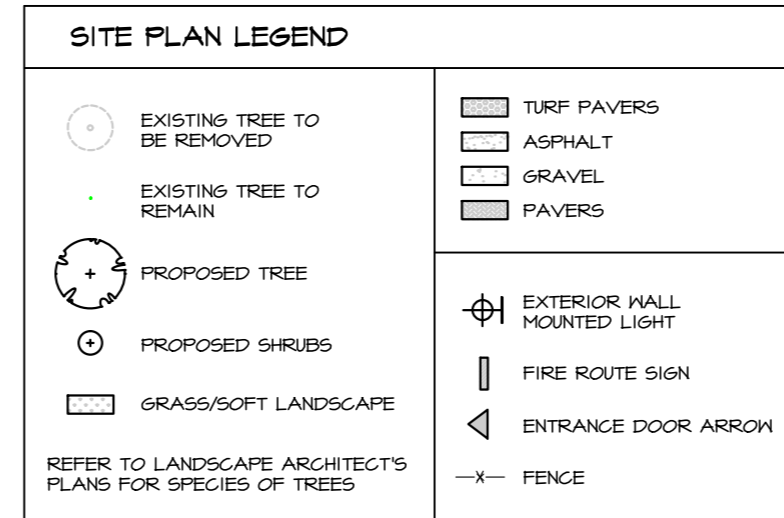 SITE PLAN LEGEND
EXISTING TREE TO
BE REMOVED
EXISTING TREE TO
REMAIN
PROPOSED TREE
PROPOSED SHRUBS
GRASS/SOFT LANDSCAPE
REFER TO LANDSCAPE ARCHITECT'S
PLANS FOR SPECIES OF TREES
TURF PAVERS
ASPHALT
GRAVEL
PAVERS
EXTERIOR WALL
MOUNTED LIGHT
FIRE ROUTE SIGN
ENTRANCE DOOR ARROW
FENCE